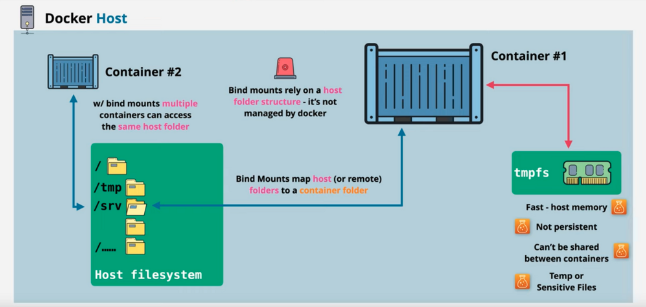 Docker Host
Container #2
w/ bind mounts multiple
containers can access
the same host folder
Bind mounts rely on a host
folder structure - it's not
managed by docker
Container #1
/
/tmp
/srv
/......
Host filesystem
Bind Mounts map host (or remote)
folders to a container folder
tmpfs
Fast - host memory
Not persistent
Can't be shared
between containers
Temp or
Sensitive Files